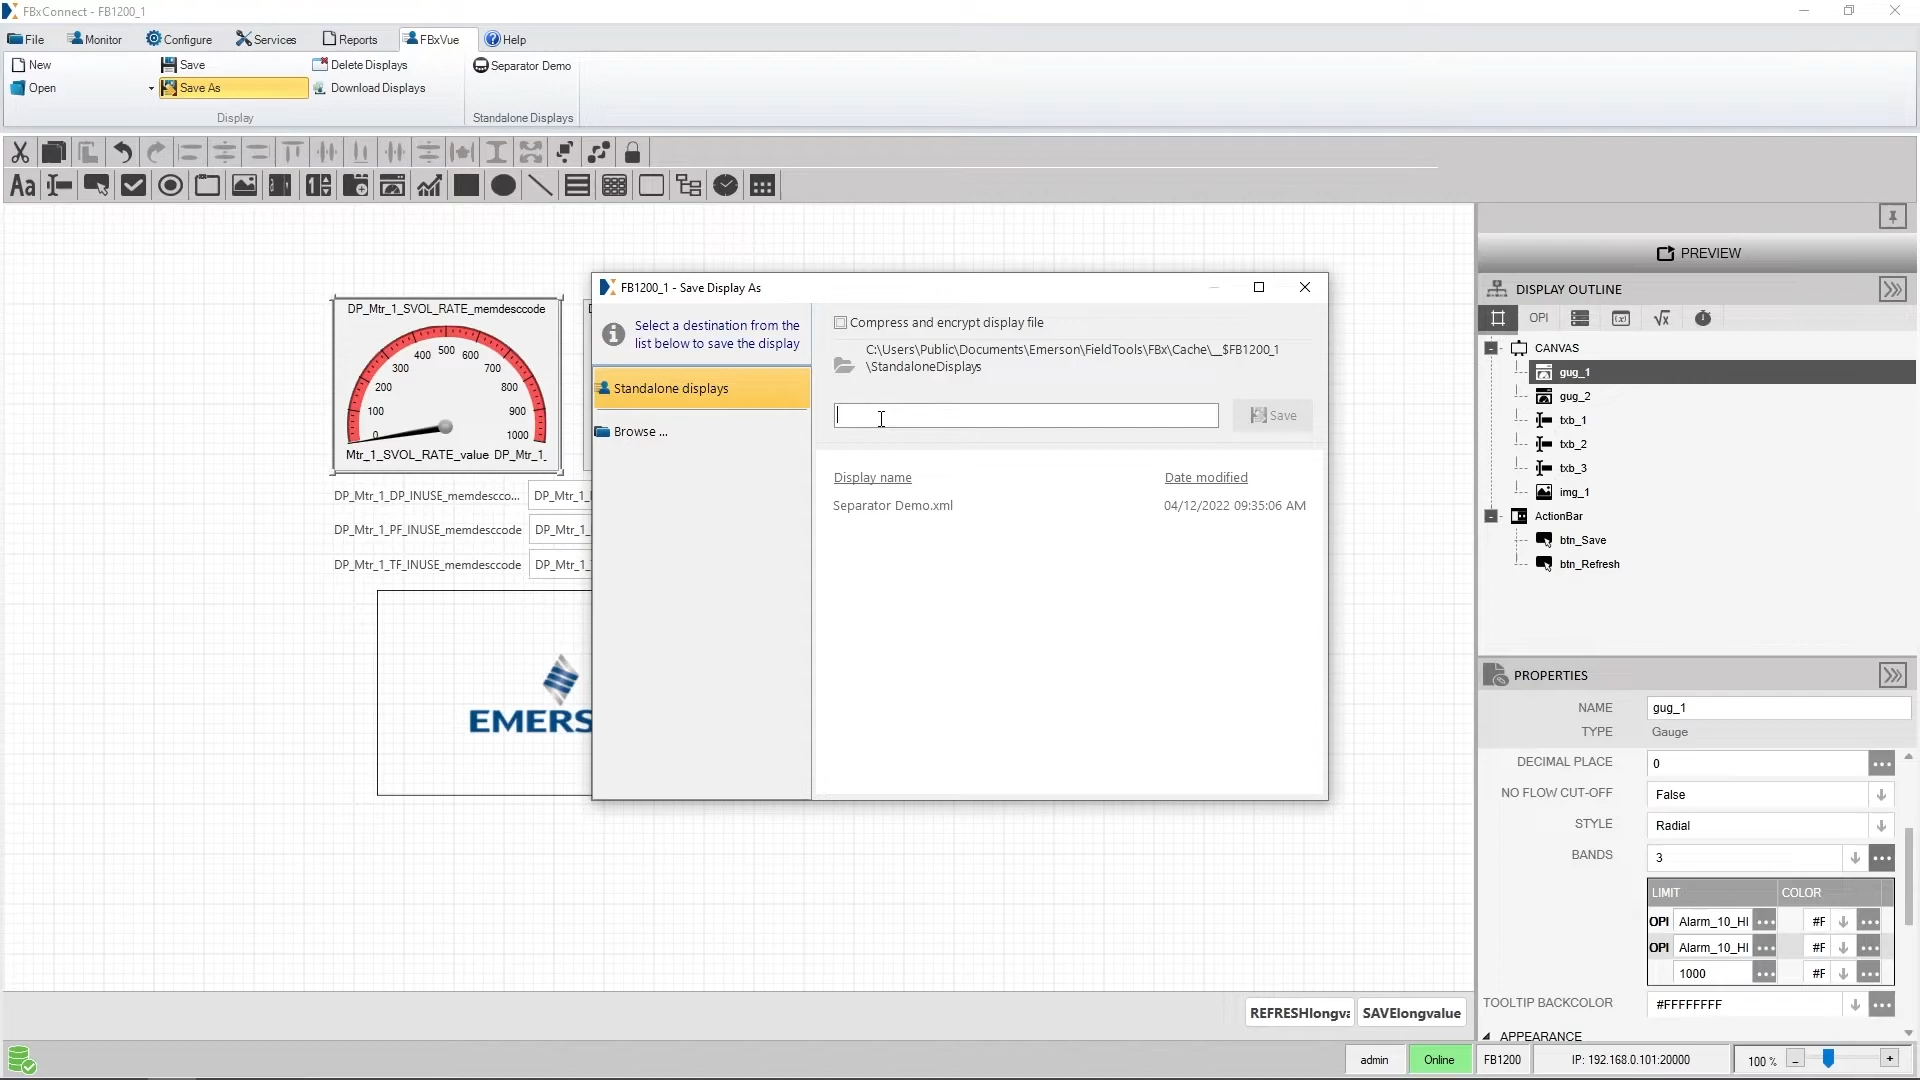 FBxConnect - FB1200_1
File Monitor Configure Services Reports FBxVue Help
New Save Delete Displays Separator Demo
Open Save As Download Displays
Display Standalone Displays
Aa
PREVIEW
DISPLAY OUTLINE
OPI
CANVAS
gug_1
gug_2
txb_1
txb_2
txb_3
img_1
ActionBar
btn_Save
btn_Refresh
DP_Mtr_1_SVOL_RATE_memdesccode
0
100
200
300
400
500
600
700
800
900
1000
Mtr_1_SVOL_RATE_value DP_Mtr_1_
DP_Mtr_1_DP_INUSE_memdescco... DP_Mtr_1_
DP_Mtr_1_PF_INUSE_memdesccode DP_Mtr_1_
DP_Mtr_1_TF_INUSE_memdesccode DP_Mtr_1_
EMERS
FB1200_1 - Save Display As
Select a destination from the
list below to save the display
Standalone displays
Browse ...
Compress and encrypt display file
C:\Users\Public\Documents\Emerson\FieldTools\FBx\Cache\__$FB1200_1
\StandaloneDisplays
Save
Display name Date modified
Separator Demo.xml 04/12/2022 09:35:06 AM
PROPERTIES
NAME gug_1
TYPE Gauge
DECIMAL PLACE 0
NO FLOW CUT-OFF False
STYLE Radial
BANDS 3
LIMIT COLOR
OPI Alarm_10_HI #F
OPI Alarm_10_HI #F
1000 #F
TOOLTIP BACKCOLOR #FFFFFFFF
APPEARANCE
REFRESHlongva SAVElongvalue
admin Online FB1200 IP: 192.168.0.101:20000 100 %